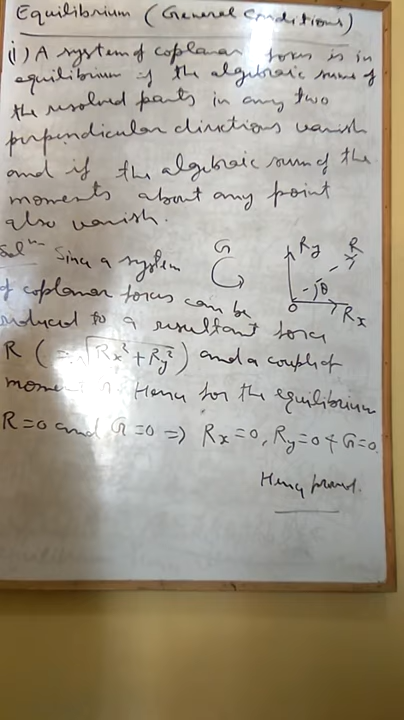 Equilibrium (General Conditions)
(1) A system of coplanar forces is in
equilibrium if the algebraic sums of
the resolved parts in any two
perpendicular directions vanish
and if the algebraic sum of the
moments about any point
also vanish.
Solⁿ Since a system
of coplanar forces can be
reduced to a resultant force
R (= √(Rx² + Ry²)) and a couple of
moment G. Hence for the equilibrium
R = 0 and G = 0 ⇒ Rx = 0, Ry = 0 & G = 0.
Hence proved.
G
Ry
R
θ
O
Rx